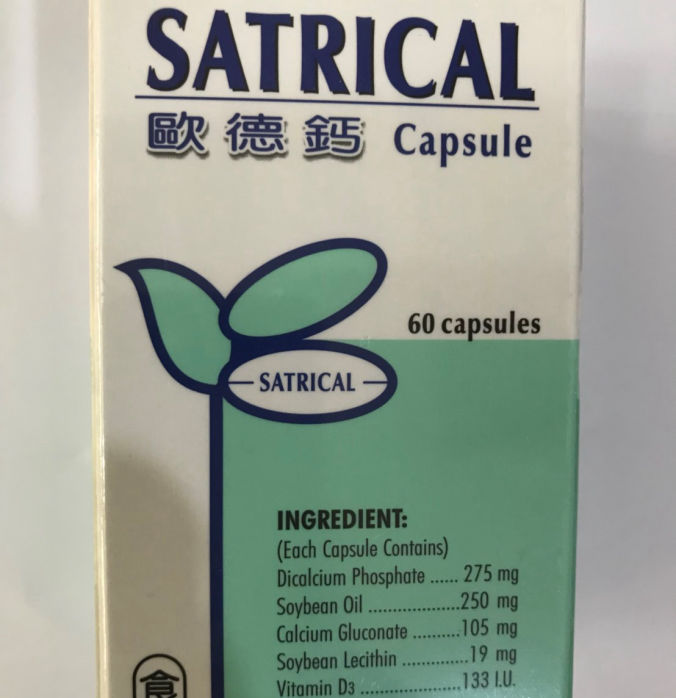 SATRICAL
歐德鈣 Capsule
60 capsules
SATRICAL
INGREDIENT:
(Each Capsule Contains)
Dicalcium Phosphate ...... 275 mg
Soybean Oil ...................250 mg
Calcium Gluconate ..........105 mg
Soybean Lecithin ..............19 mg
Vitamin D3 .....................133 I.U.
食